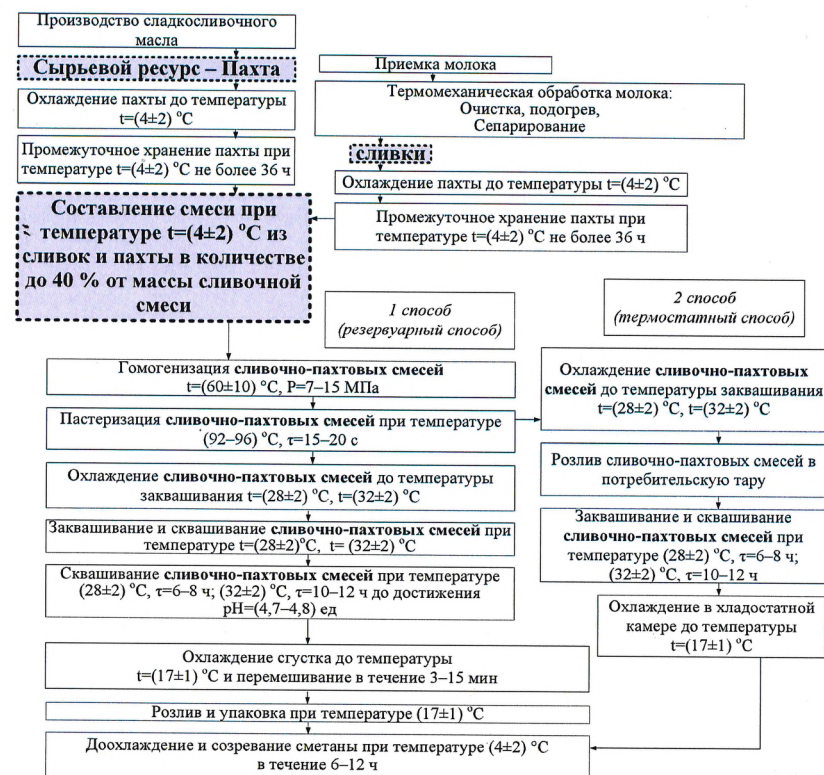 Производство сладкосливочного
масла
Сырьевой ресурс – Пахта
Охлаждение пахты до температуры
t=(4±2) °С
Промежуточное хранение пахты при
температуре t=(4±2) °С не более 36 ч
Приемка молока
Термомеханическая обработка молока:
Очистка, подогрев,
Сепарирование
сливки
Охлаждение пахты до температуры t=(4±2) °С
Промежуточное хранение пахты при
температуре t=(4±2) °С не более 36 ч
Составление смеси при
температуре t=(4±2) °С из
сливок и пахты в количестве
до 40 % от массы сливочной
смеси
1 способ
(резервуарный способ)
2 способ
(термостатный способ)
Гомогенизация сливочно-пахтовых смесей
t=(60±10) °С, Р=7–15 МПа
Пастеризация сливочно-пахтовых смесей при температуре
(92–96) °С, τ=15–20 с
Охлаждение сливочно-пахтовых смесей до температуры
заквашивания t=(28±2) °С, t=(32±2) °С
Заквашивание и сквашивание сливочно-пахтовых смесей при
температуре t=(28±2)°С, t= (32±2) °С
Сквашивание сливочно-пахтовых смесей при температуре
(28±2) °С, τ=6–8 ч; (32±2) °С, τ=10–12 ч до достижения
рН=(4,7–4,8) ед
Охлаждение сливочно-пахтовых
смесей до температуры заквашивания
t=(28±2) °С, t=(32±2) °С
Розлив сливочно-пахтовых смесей в
потребительскую тару
Заквашивание и сквашивание
сливочно-пахтовых смесей при
температуре (28±2) °С, τ=6–8 ч;
(32±2) °С, τ=10–12 ч
Охлаждение в хладостатной
камере до температуры
t=(17±1) °С
Охлаждение сгустка до температуры
t=(17±1) °С и перемешивание в течение 3–15 мин
Розлив и упаковка при температуре (17±1) °С
Доохлаждение и созревание сметаны при температуре (4±2) °С
в течение 6–12 ч